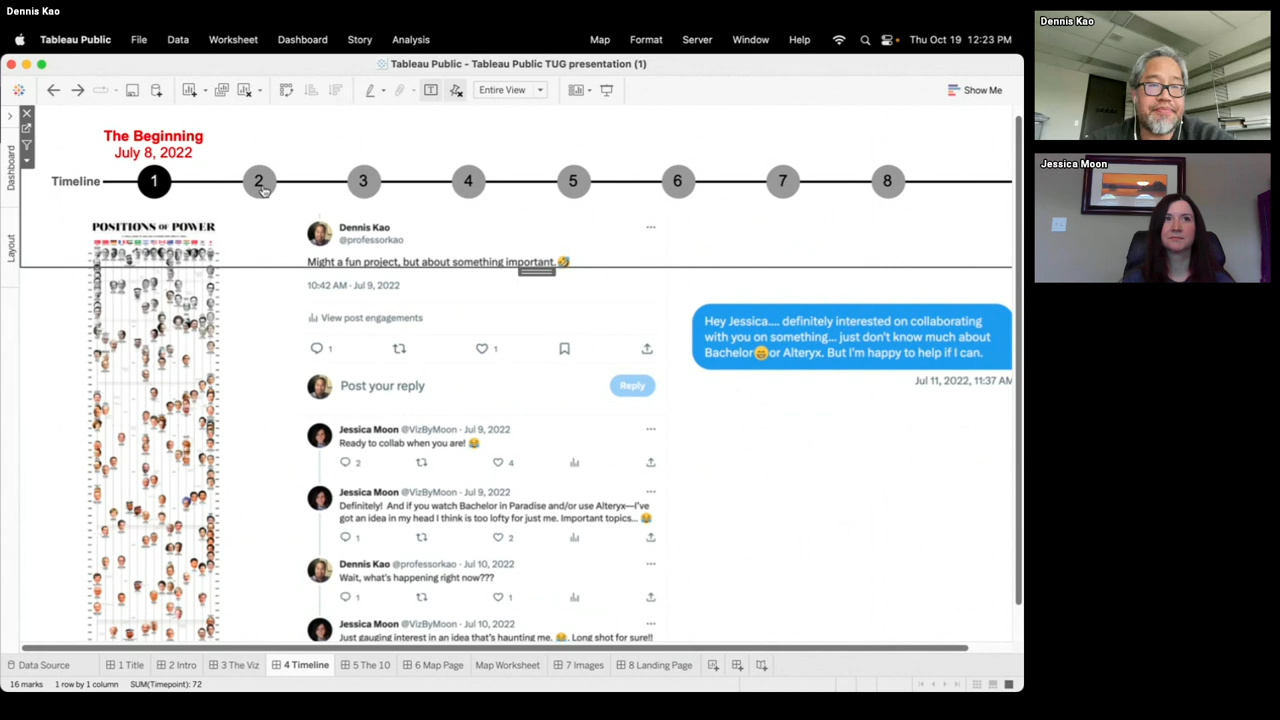 Dennis Kao
Tableau Public File Data Worksheet Dashboard Story Analysis Map Format Server Window Help Thu Oct 19 12:23 PM
Tableau Public - Tableau Public TUG presentation (1)
Entire View
Show Me
Dashboard
Layout
The Beginning
July 8, 2022
Timeline 1 2 3 4 5 6 7 8
POSITIONS OF POWER
Dennis Kao
@professorkao
Might a fun project, but about something important.🤣
10:42 AM · Jul 9, 2022
View post engagements
1 1
Post your reply Reply
Jessica Moon @VizByMoon · Jul 9, 2022
Ready to collab when you are! 😂
2 4
Jessica Moon @VizByMoon · Jul 9, 2022
Definitely! And if you watch Bachelor in Paradise and/or use Alteryx—I've
got an idea in my head I think is too lofty for just me. Important topics... 😂
1 2
Dennis Kao @professorkao · Jul 10, 2022
Wait, what's happening right now???
1 1
Jessica Moon @VizByMoon · Jul 10, 2022
Just gauging interest in an idea that's haunting me. 😂. Long shot for sure!!
Hey Jessica.... definitely interested on collaborating
with you on something... just don't know much about
Bachelor😁or Alteryx. But I'm happy to help if I can.
Jul 11, 2022, 11:37 AM
Data Source 1 Title 2 Intro 3 The Viz 4 Timeline 5 The 10 6 Map Page Map Worksheet 7 Images 8 Landing Page
16 marks 1 row by 1 column SUM(Timepoint): 72
Dennis Kao
Jessica Moon